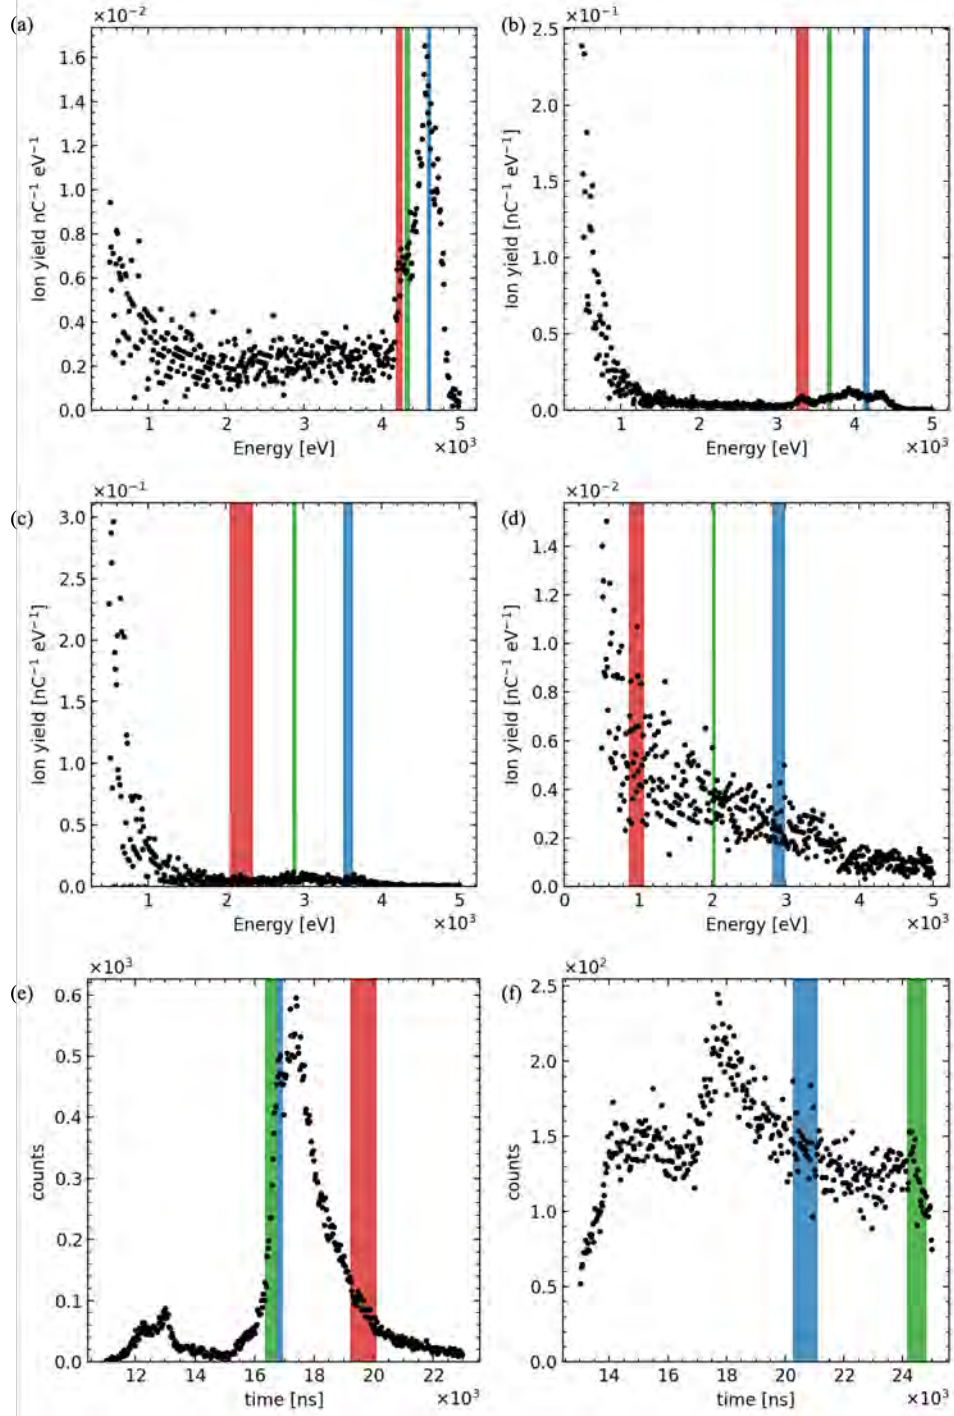 (a)
×10⁻²
1.6
1.4
1.2
1.0
0.8
0.6
0.4
0.2
0.0
Ion yield nC⁻¹ eV⁻¹
1 2 3 4 5
Energy [eV] ×10³
(b)
×10⁻¹
2.5
2.0
1.5
1.0
0.5
0.0
Ion yield [nC⁻¹ eV⁻¹]
1 2 3 4 5
Energy [eV] ×10³
(c)
×10⁻¹
3.0
2.5
2.0
1.5
1.0
0.5
0.0
Ion yield [nC⁻¹ eV⁻¹]
1 2 3 4 5
Energy [eV] ×10³
(d)
×10⁻²
1.4
1.2
1.0
0.8
0.6
0.4
0.2
0.0
Ion yield [nC⁻¹ eV⁻¹]
0 1 2 3 4 5
Energy [eV] ×10³
(e)
×10³
0.6
0.5
0.4
0.3
0.2
0.1
0.0
counts
12 14 16 18 20 22
time [ns] ×10³
(f)
×10²
2.5
2.0
1.5
1.0
0.5
0.0
counts
14 16 18 20 22 24
time [ns] ×10³